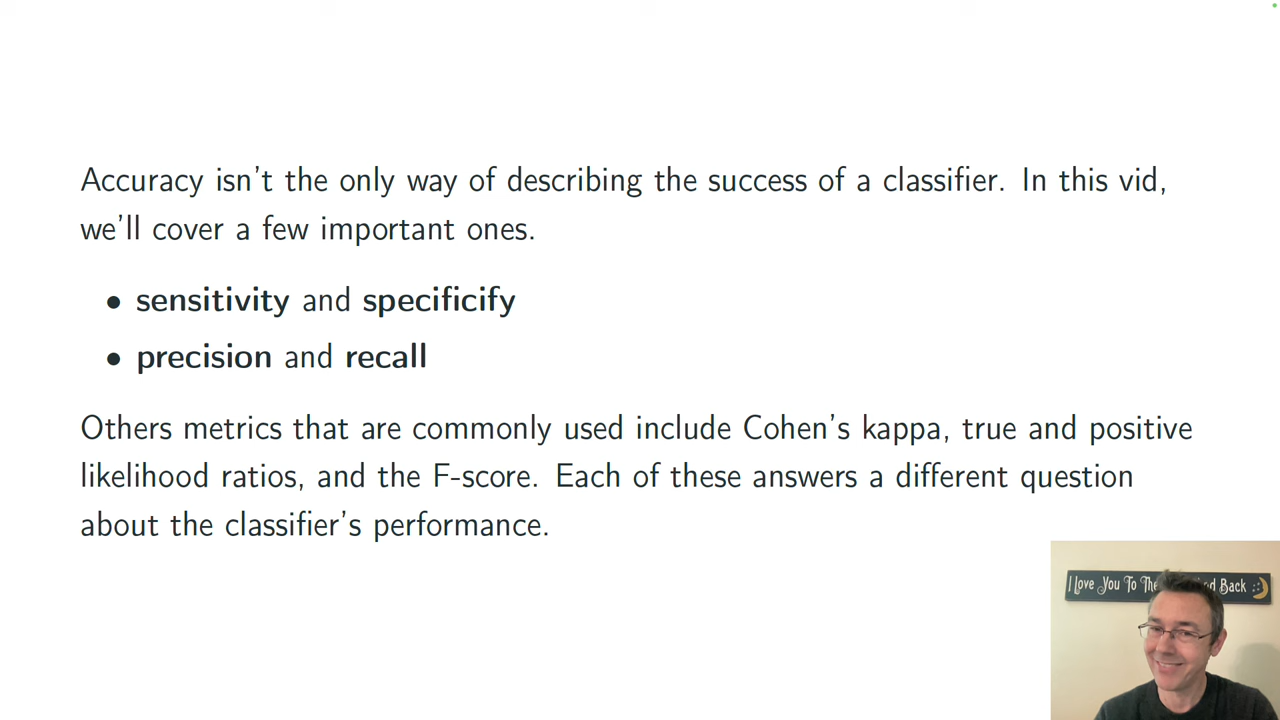 Accuracy isn't the only way of describing the success of a classifier. In this vid,
we'll cover a few important ones.
• sensitivity and specificify
• precision and recall
Others metrics that are commonly used include Cohen's kappa, true and positive
likelihood ratios, and the F-score. Each of these answers a different question
about the classifier's performance.
I Love You To The d Back